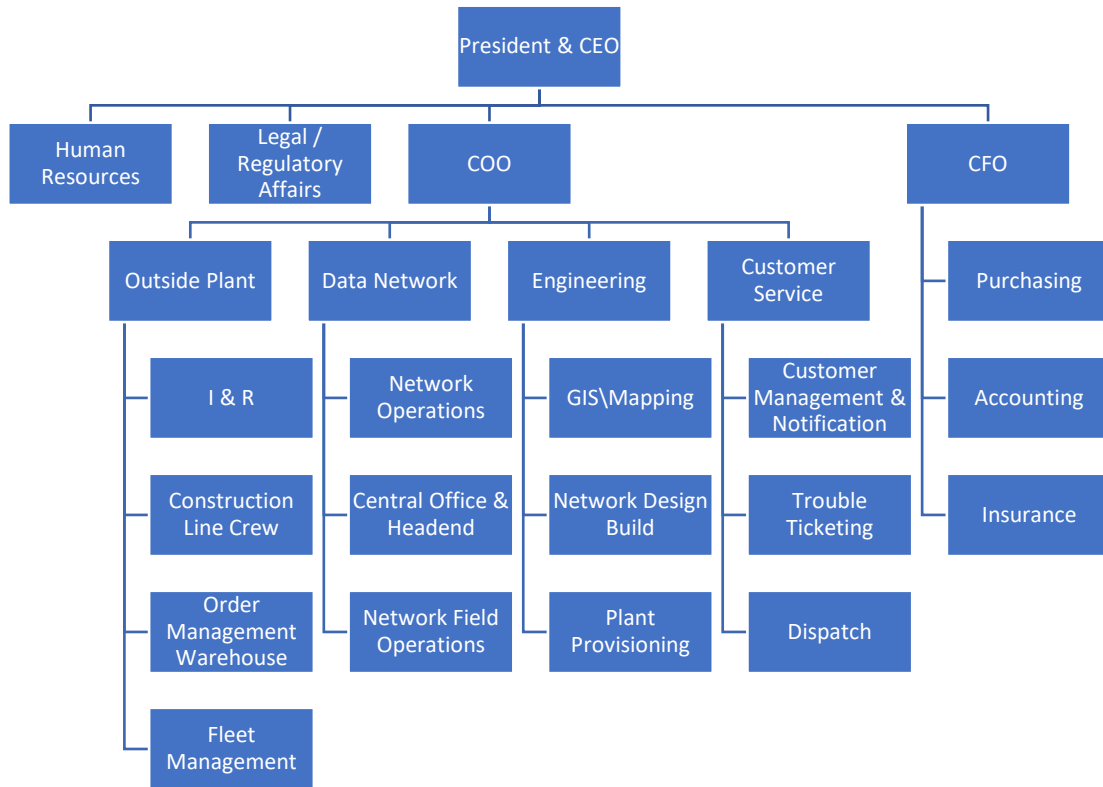 President & CEO
Human
Resources
Legal /
Regulatory
Affairs
COO
CFO
Outside Plant
Data Network
Engineering
Customer
Service
Purchasing
I & R
Network
Operations
GIS\Mapping
Customer
Management &
Notification
Accounting
Construction
Line Crew
Central Office &
Headend
Network Design
Build
Trouble
Ticketing
Insurance
Order
Management
Warehouse
Network Field
Operations
Plant
Provisioning
Dispatch
Fleet
Management